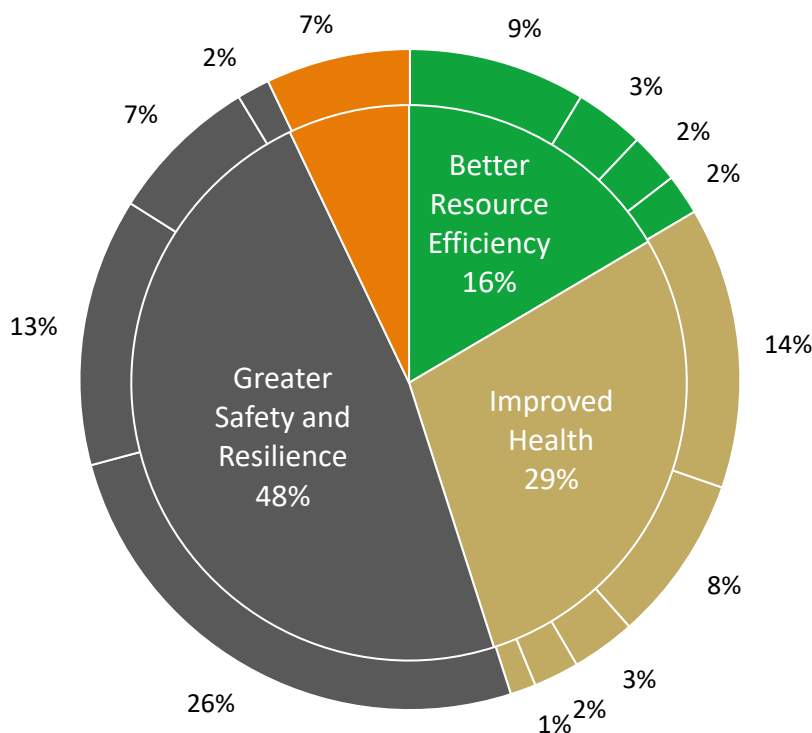 7%
9%
2%
3%
7%
2%
2%
Better
Resource
Efficiency
16%
13%
14%
Greater
Safety and
Resilience
48%
Improved
Health
29%
8%
3%
26%
2%
1%